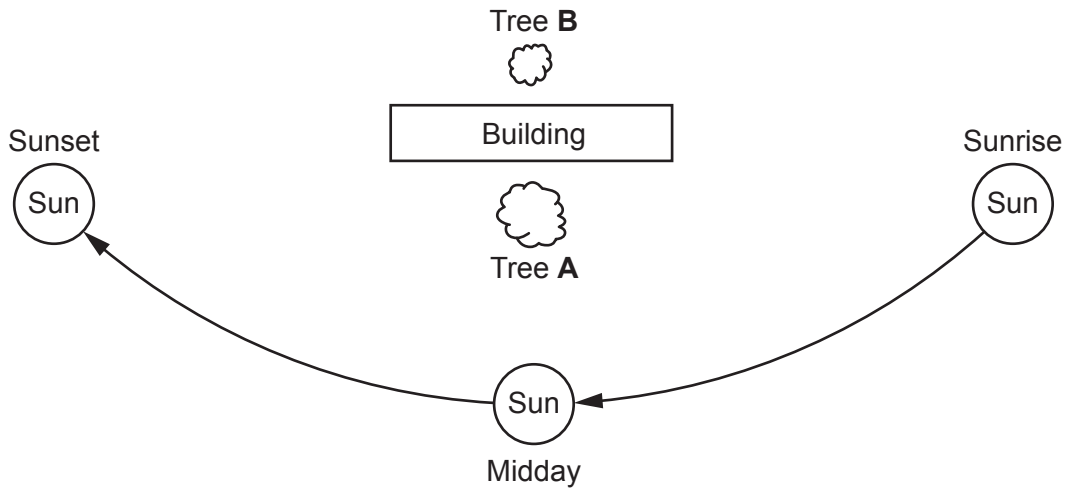 Tree B
Building
Sunset
Sunrise
Sun
Sun
Tree A
Sun
Midday